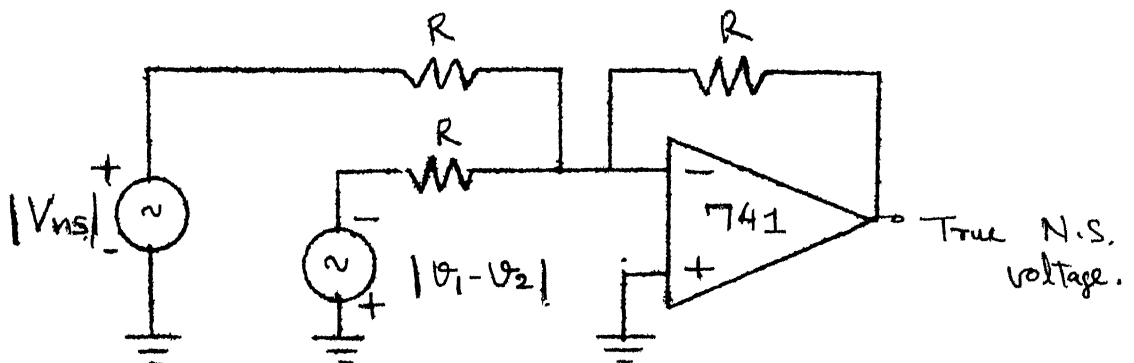 R
R
R
+
|Vns|
-
-
|v1-v2|
+
-
741
+
True N.S.
voltage.